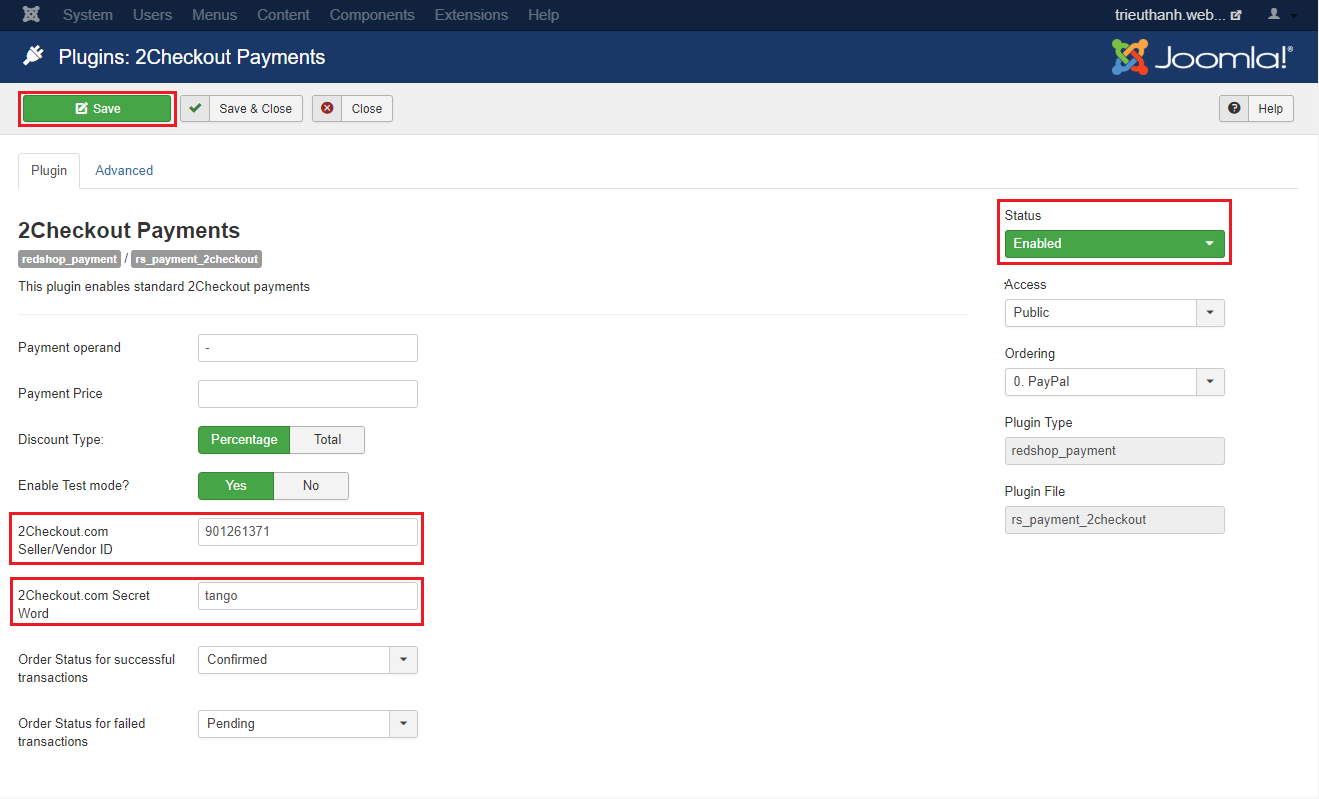 System Users Menus Content Components Extensions Help trieuthanh.web...
Plugins: 2Checkout Payments Joomla!®
Save Save & Close Close Help
Plugin Advanced
2Checkout Payments
redshop_payment / rs_payment_2checkout
This plugin enables standard 2Checkout payments
Payment operand -
Payment Price
Discount Type: Percentage Total
Enable Test mode? Yes No
2Checkout.com
Seller/Vendor ID
901261371
2Checkout.com Secret
Word
tango
Order Status for successful
transactions
Confirmed
Order Status for failed
transactions
Pending
Status
Enabled
Access
Public
Ordering
0. PayPal
Plugin Type
redshop_payment
Plugin File
rs_payment_2checkout